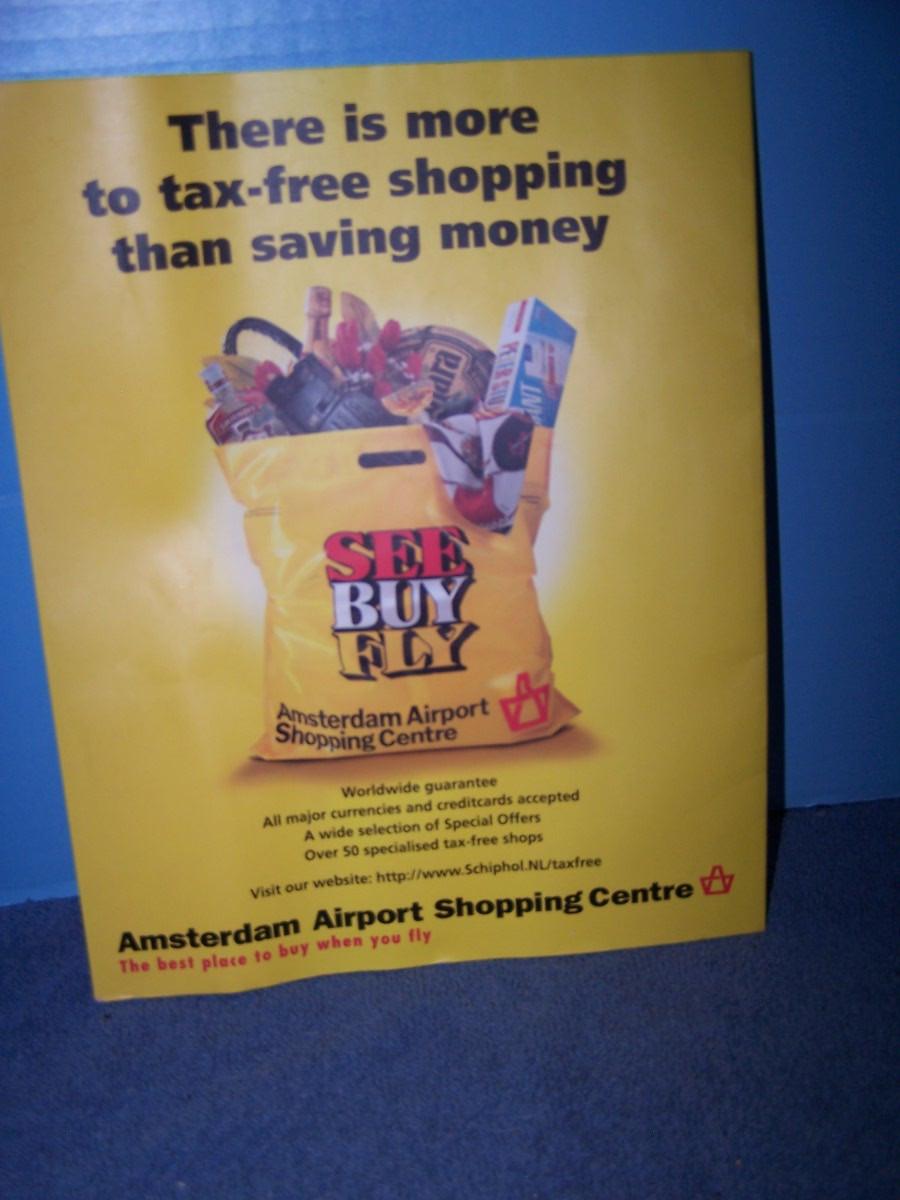 There is more
to tax-free shopping
than saving money
SEE
BUY
FLY
Amsterdam Airport
Shopping Centre
Worldwide guarantee
All major currencies and creditcards accepted
A wide selection of Special Offers
Over 50 specialised tax-free shops
Visit our website: http://www.Schiphol.NL/taxfree
Amsterdam Airport Shopping Centre
The best place to buy when you fly